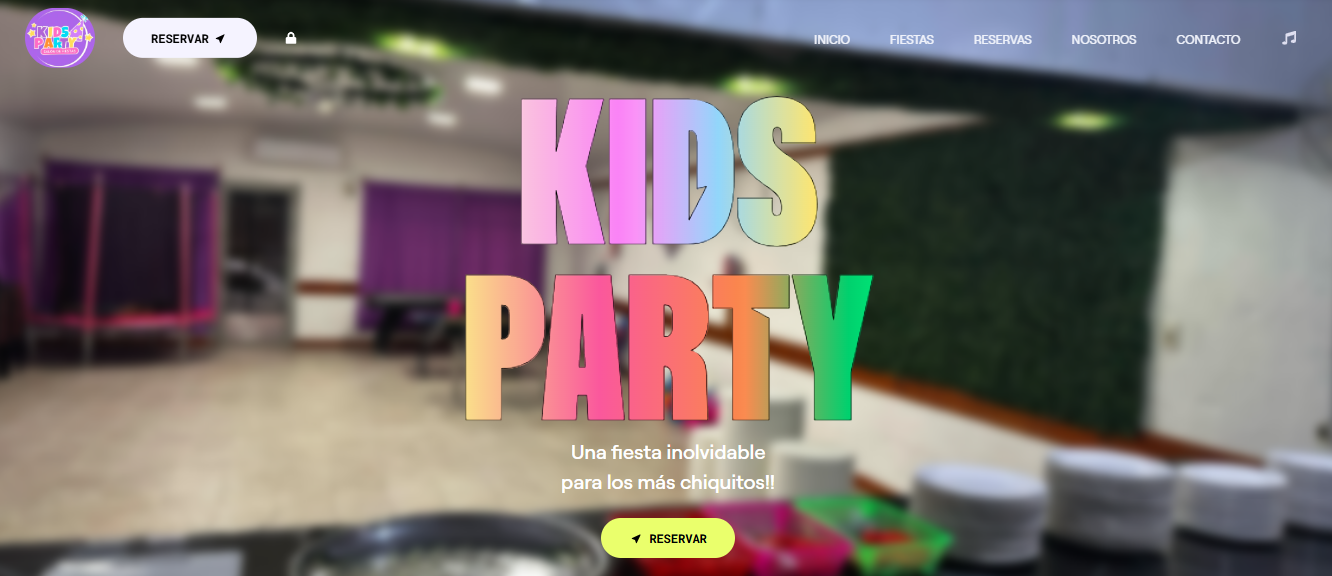 KIDS
PARTY
RESERVAR
INICIO
FIESTAS
RESERVAS
NOSOTROS
CONTACTO
KIDS
PARTY
Una fiesta inolvidable
para los más chiquitos!!
RESERVAR